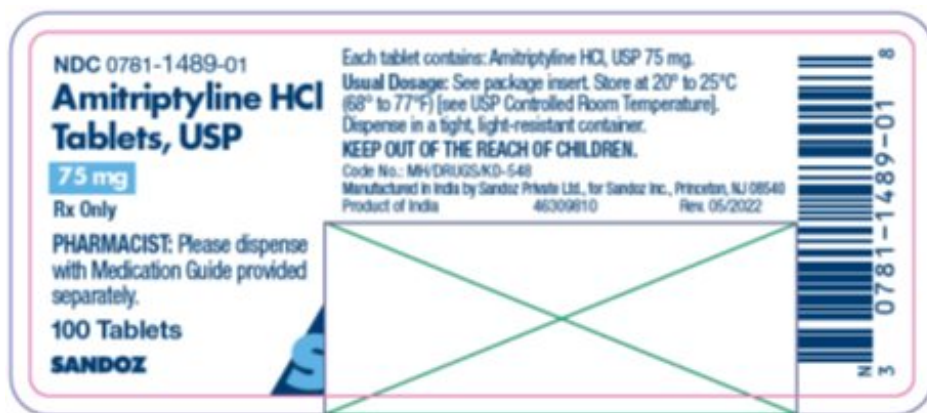 NDC 0781-1489-01
Amitriptyline HCl
Tablets, USP
75 mg
Rx Only
PHARMACIST: Please dispense
with Medication Guide provided
separately.
100 Tablets
SANDOZ
S
Each tablet contains: Amitriptyline HCl, USP 75 mg.
Usual Dosage: See package insert. Store at 20° to 25°C
(68° to 77°F) [see USP Controlled Room Temperature].
Dispense in a tight, light-resistant container.
KEEP OUT OF THE REACH OF CHILDREN.
Code No.: MH/DRUGS/KD-548
Manufactured in India by Sandoz Private Ltd., for Sandoz Inc., Princeton, NJ 08540
Product of India 46309810 Rev. 05/2022
N 3 0781-1489-01 8